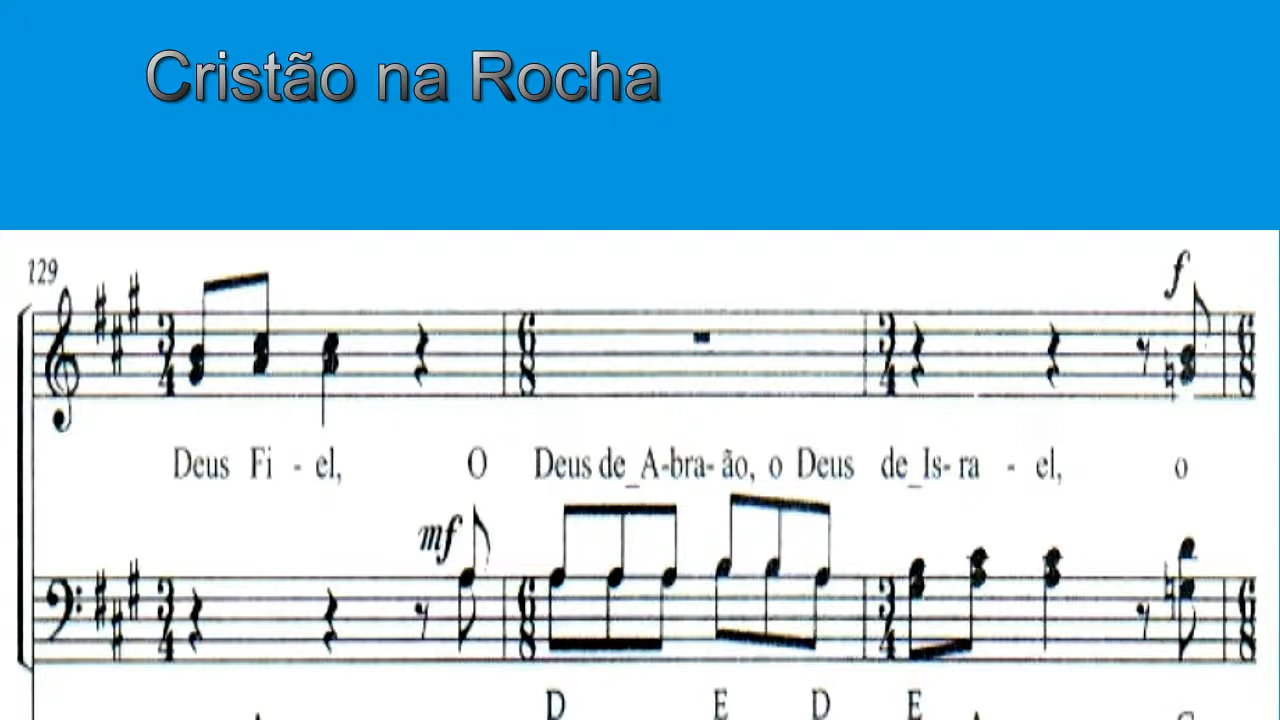 Cristão na Rocha
129
f
Deus Fi - el, O Deus de_A-bra-ão, o Deus de_Is-ra - el, o
mf
D E D E